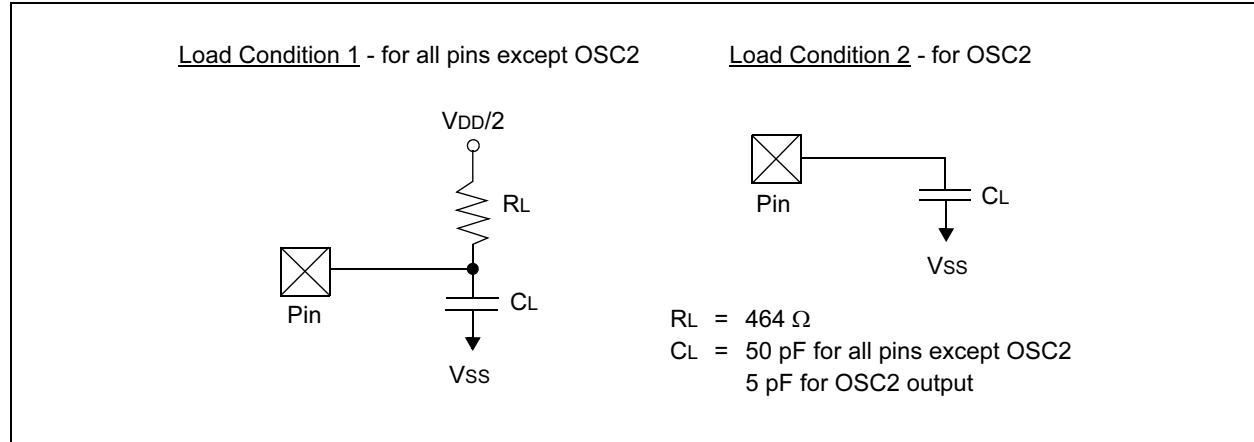 Load Condition 1 - for all pins except OSC2
VDD/2
RL
Pin
CL
VSS
Load Condition 2 - for OSC2
Pin
CL
VSS
RL = 464 Ω
CL = 50 pF for all pins except OSC2
5 pF for OSC2 output